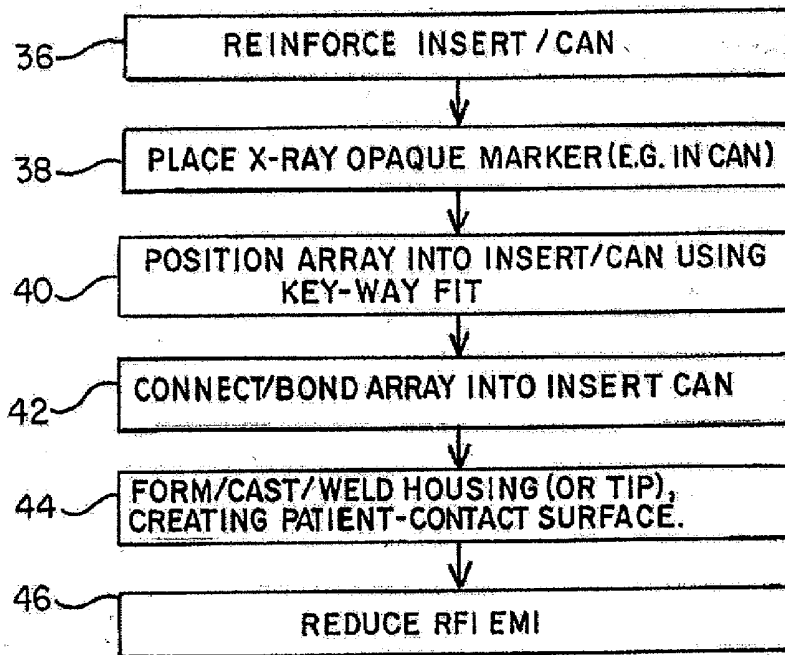 36
REINFORCE INSERT/CAN
38
PLACE X-RAY OPAQUE MARKER (E.G. IN CAN)
40
POSITION ARRAY INTO INSERT/CAN USING
KEY-WAY FIT
42
CONNECT/BOND ARRAY INTO INSERT CAN
44
FORM/CAST/WELD HOUSING (OR TIP),
CREATING PATIENT-CONTACT SURFACE.
46
REDUCE RFI EMI